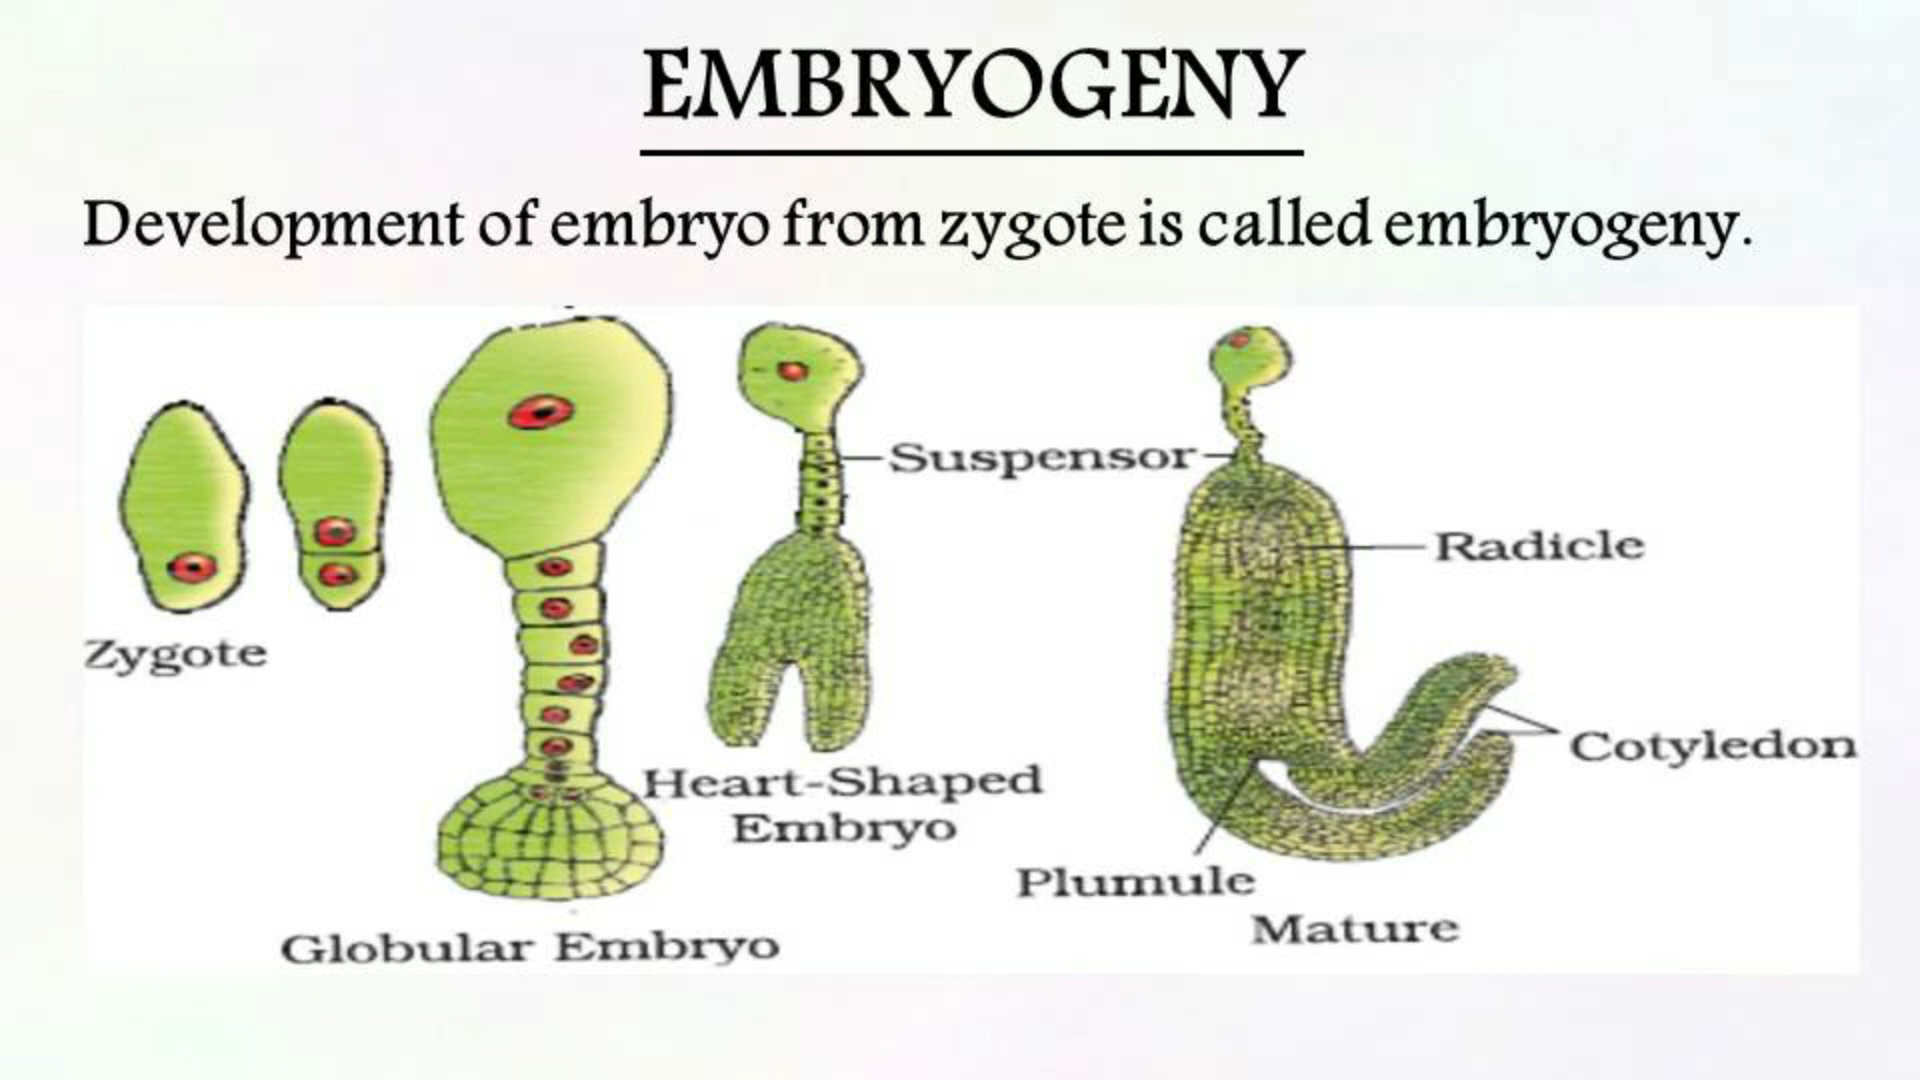 EMBRYOGENY
Development of embryo from zygote is called embryogeny.
Suspensor
Radicle
Zygote
Cotyledon
Heart-Shaped
Embryo
Plumule
Mature
Globular Embryo